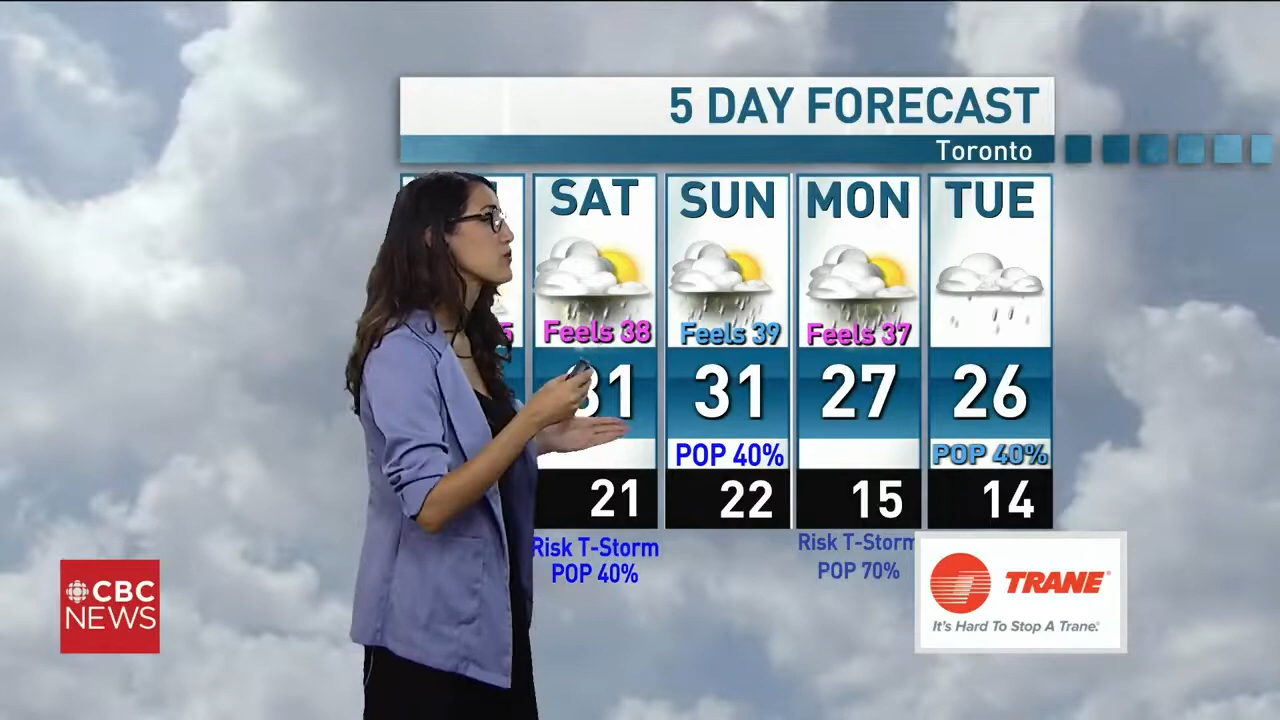 5 DAY FORECAST
Toronto
SAT
SUN
MON
TUE
5
Feels 38
Feels 39
Feels 37
31
31
27
26
POP 40%
POP 40%
21
22
15
14
Risk T-Storm
POP 40%
Risk T-Storm
POP 70%
CBC
NEWS
TRANE®
It's Hard To Stop A Trane.®